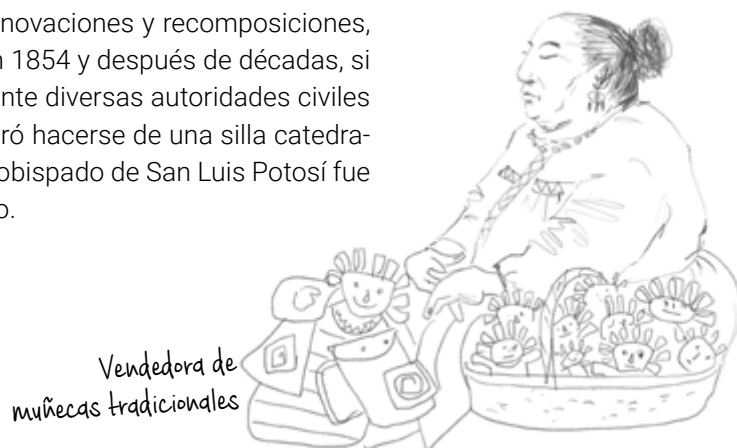 novaciones y recomposiciones,
n 1854 y después de décadas, si
nte diversas autoridades civiles
ró hacerse de una silla catedra-
obispado de San Luis Potosí fue
o.
Vendedora de
muñecas tradicionales